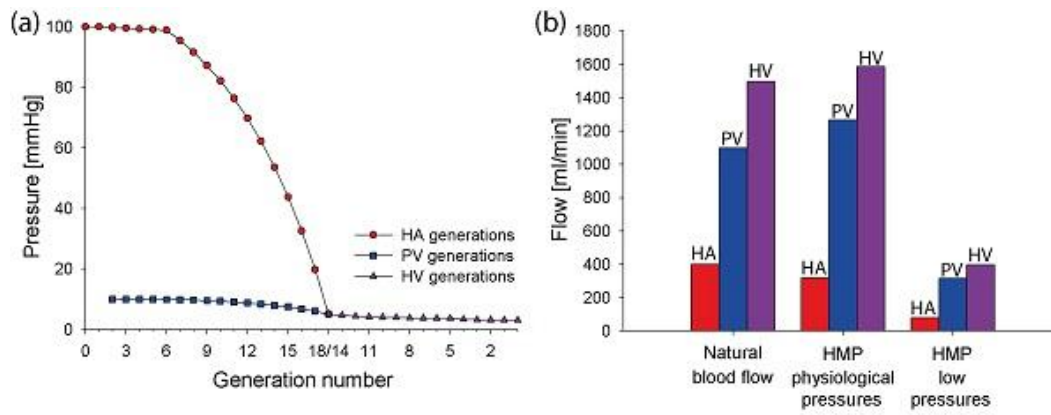 (a)
100
80
60
40
20
0
Pressure [mmHg]
HA generations
PV generations
HV generations
0 3 6 9 12 15 18/14 11 8 5 2
Generation number
(b)
1800
1600
1400
1200
1000
800
600
400
200
0
Flow [ml/min]
HA PV HV
HA PV HV
HA PV HV
Natural
blood flow
HMP
physiological
pressures
HMP
low
pressures